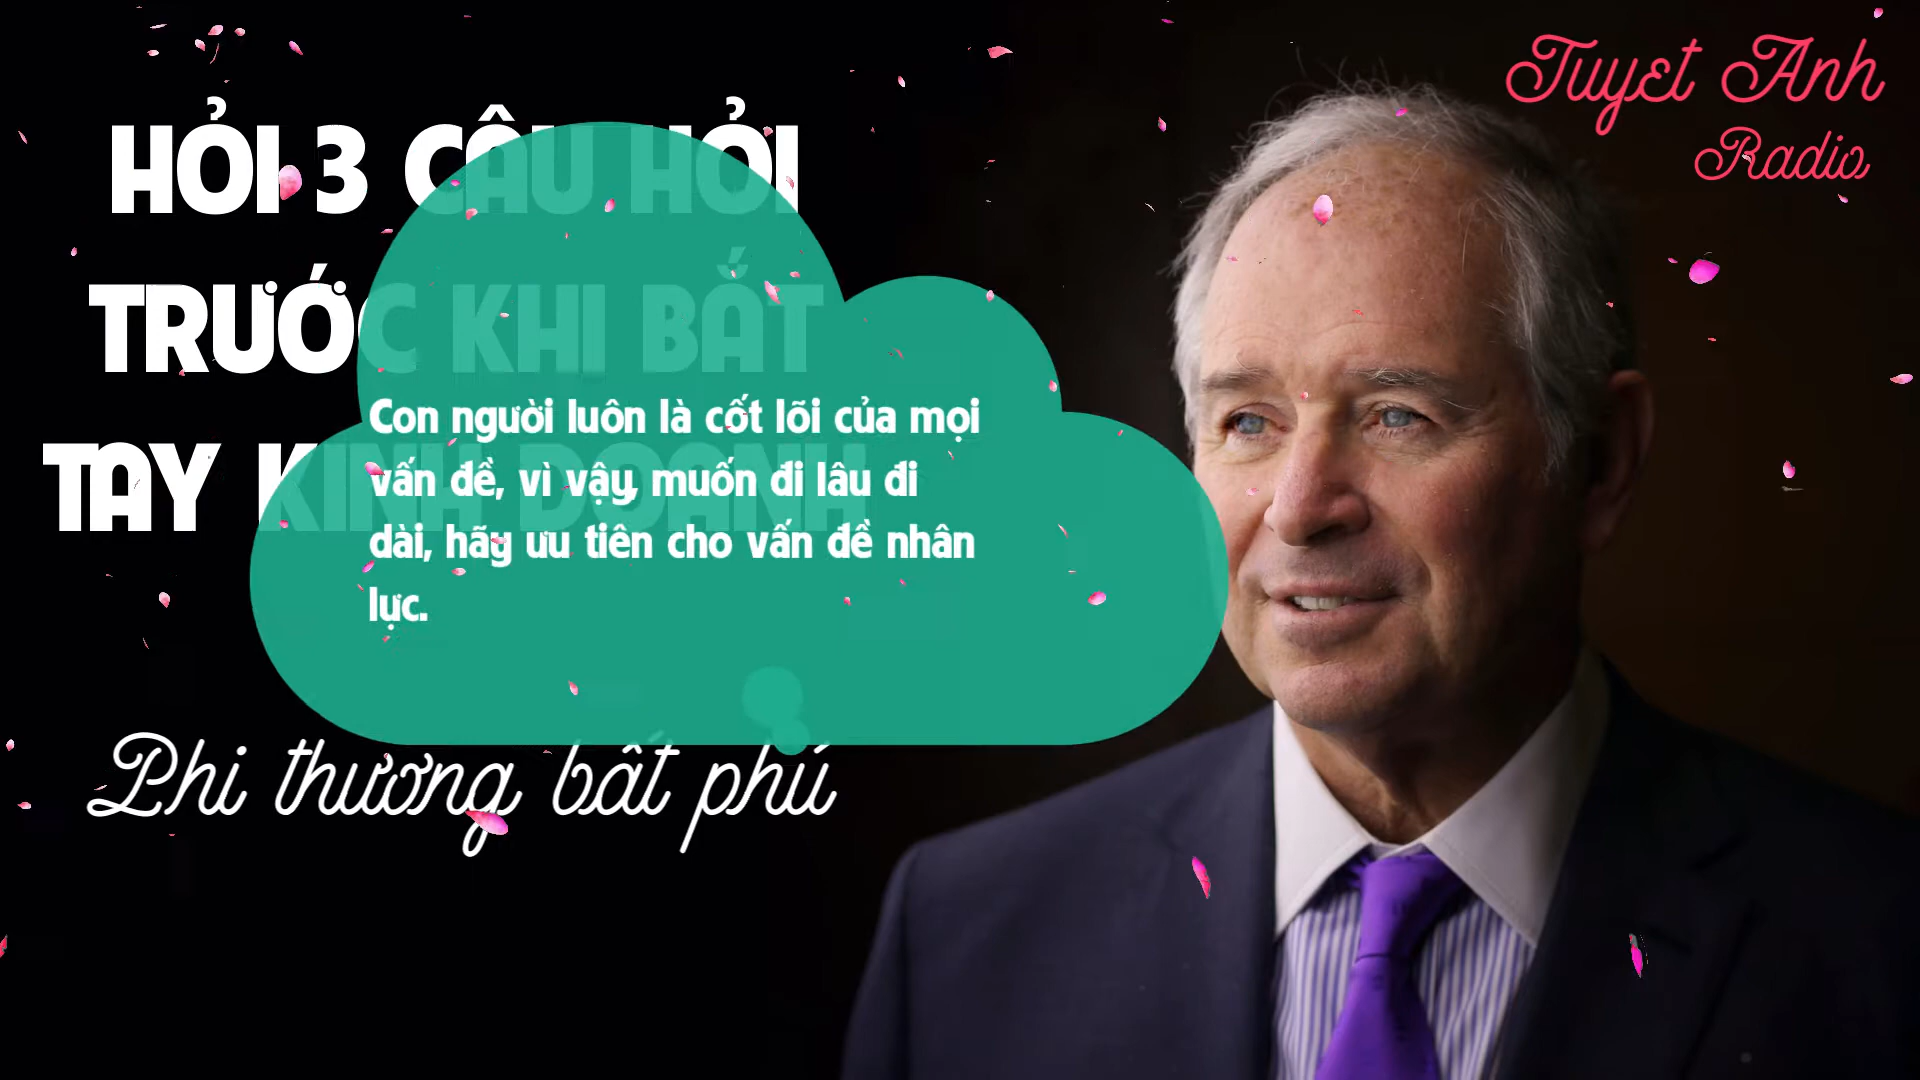 Tuyet Anh
Radio
HỎI 3 CÂU HỎI
TRƯỚC KHI BẮT
TAY KINH DOANH
Con người luôn là cốt lõi của mọi
vấn đề, vì vậy, muốn đi lâu đi
dài, hãy ưu tiên cho vấn đề nhân
lực.
Phi thương bất phú